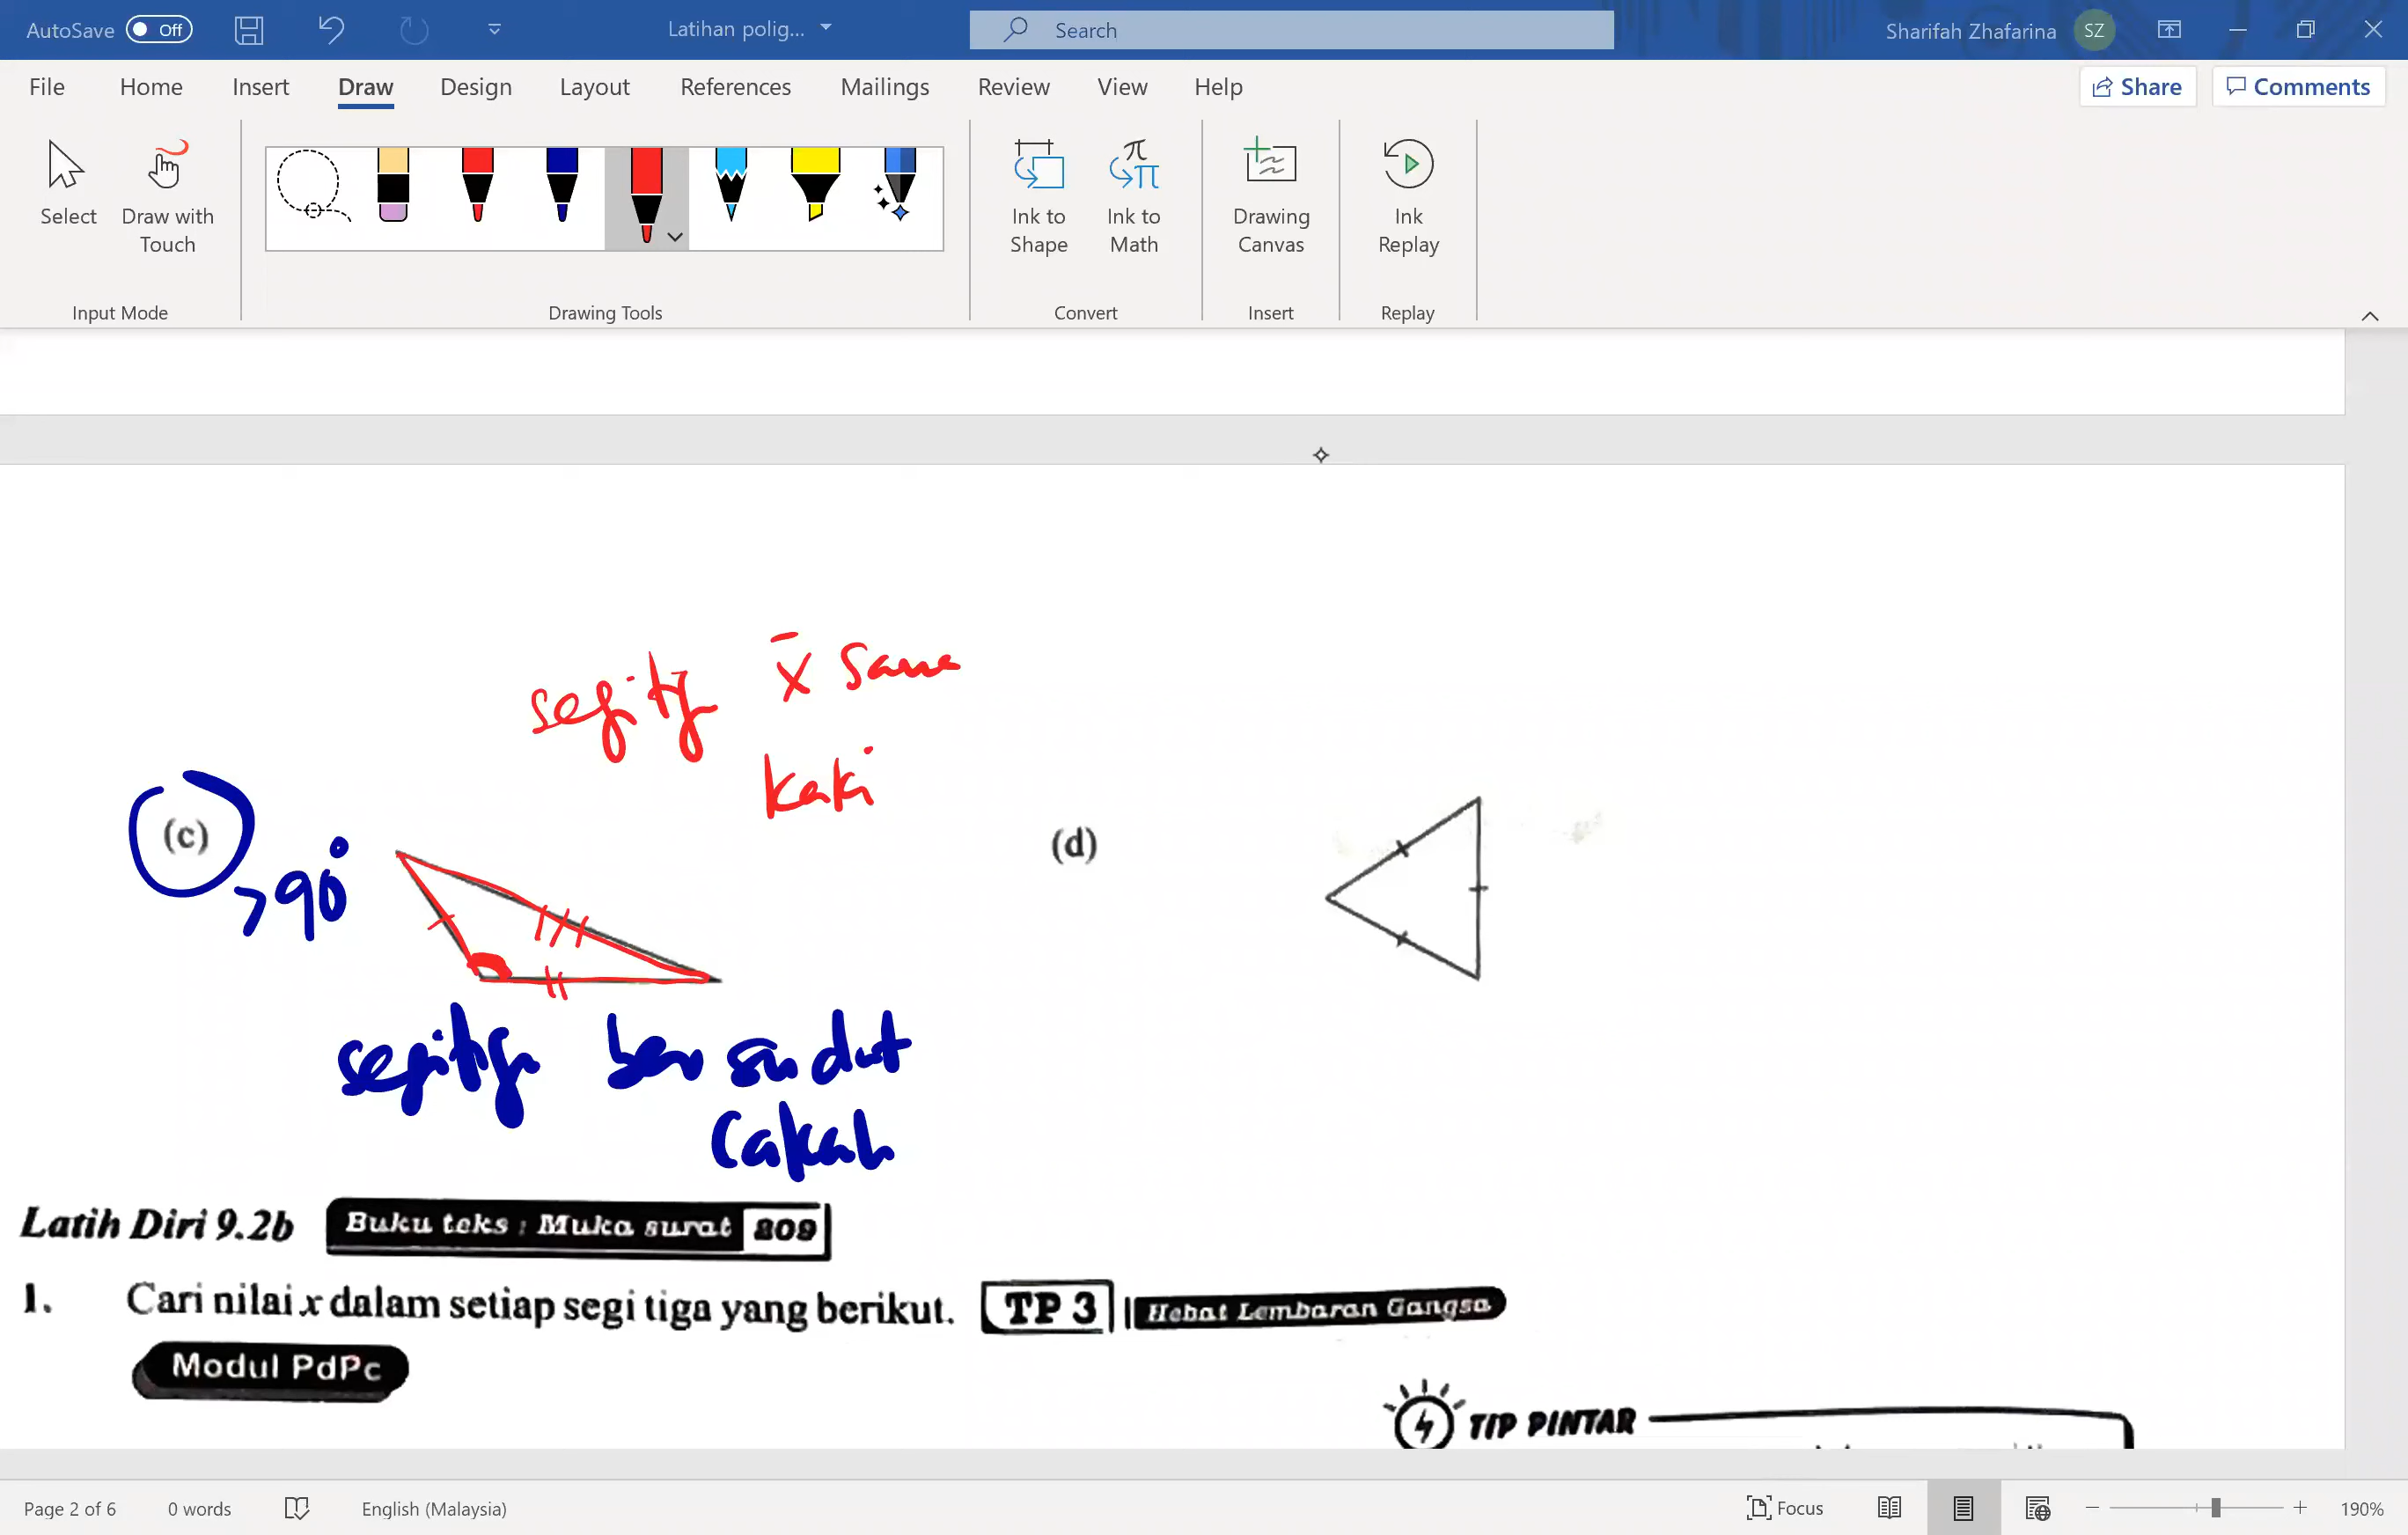 AutoSave Off Latihan polig... Search Sharifah Zhafarina SZ
File Home Insert Draw Design Layout References Mailings Review View Help Share Comments
Select Draw with Touch Ink to Shape Ink to Math Drawing Canvas Ink Replay
Input Mode Drawing Tools Convert Insert Replay
x̄ sama
kaki
(c)
>90°
(d)
ber sudut
cakah
Latih Diri 9.2b Buku teks : Muka surat 209
1. Cari nilai x dalam setiap segi tiga yang berikut. TP 3 Hebat Lembaran Gangsa
Modul PdPc
TIP PINTAR
Page 2 of 6 0 words English (Malaysia) Focus 190%